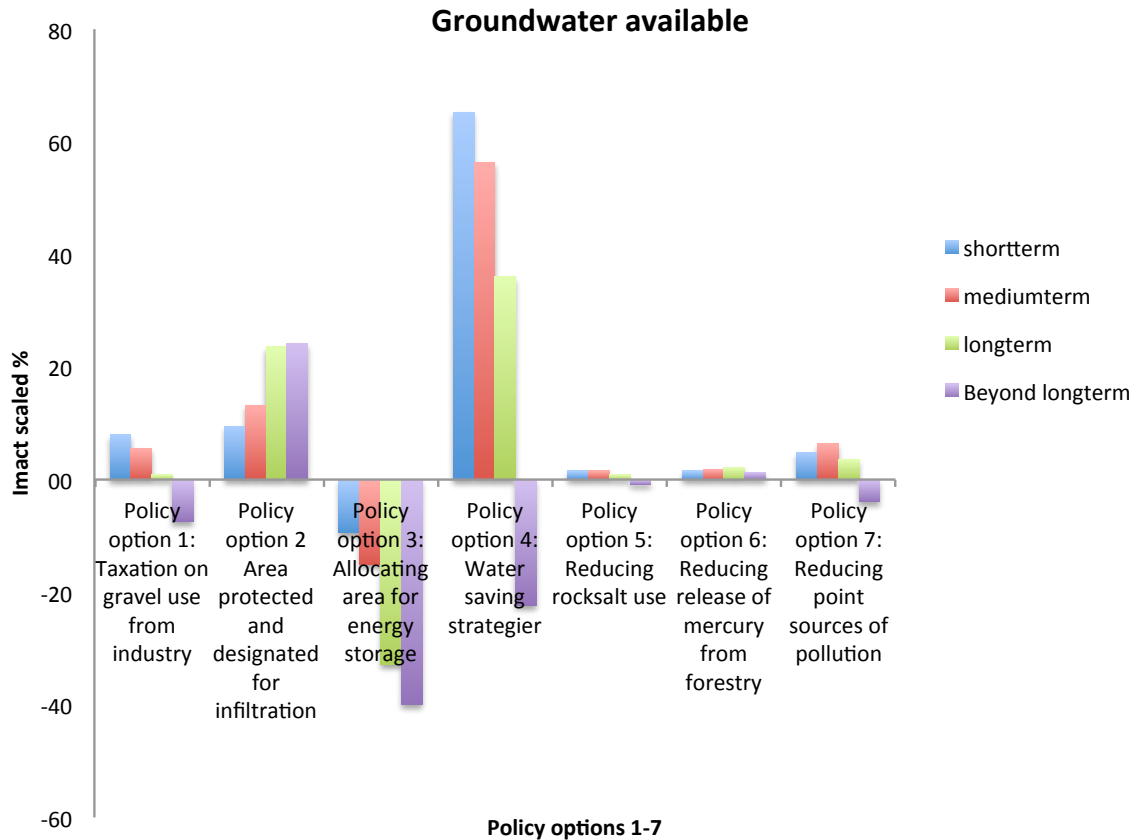 Groundwater available
80
60
40
20
00
-20
-40
-60
Imact scaled %
shortterm
mediumterm
longterm
Beyond longterm
Policy
option 1:
Taxation on
gravel use
from
industry
Policy
option 2
Area
protected
and
designated
for
infiltration
Policy
option 3:
Allocating
area for
energy
storage
Policy
option 4:
Water
saving
strategier
Policy
option 5:
Reducing
rocksalt use
Policy
option 6:
Reducing
release of
mercury
from
forestry
Policy
option 7:
Reducing
point
sources of
pollution
Policy options 1-7